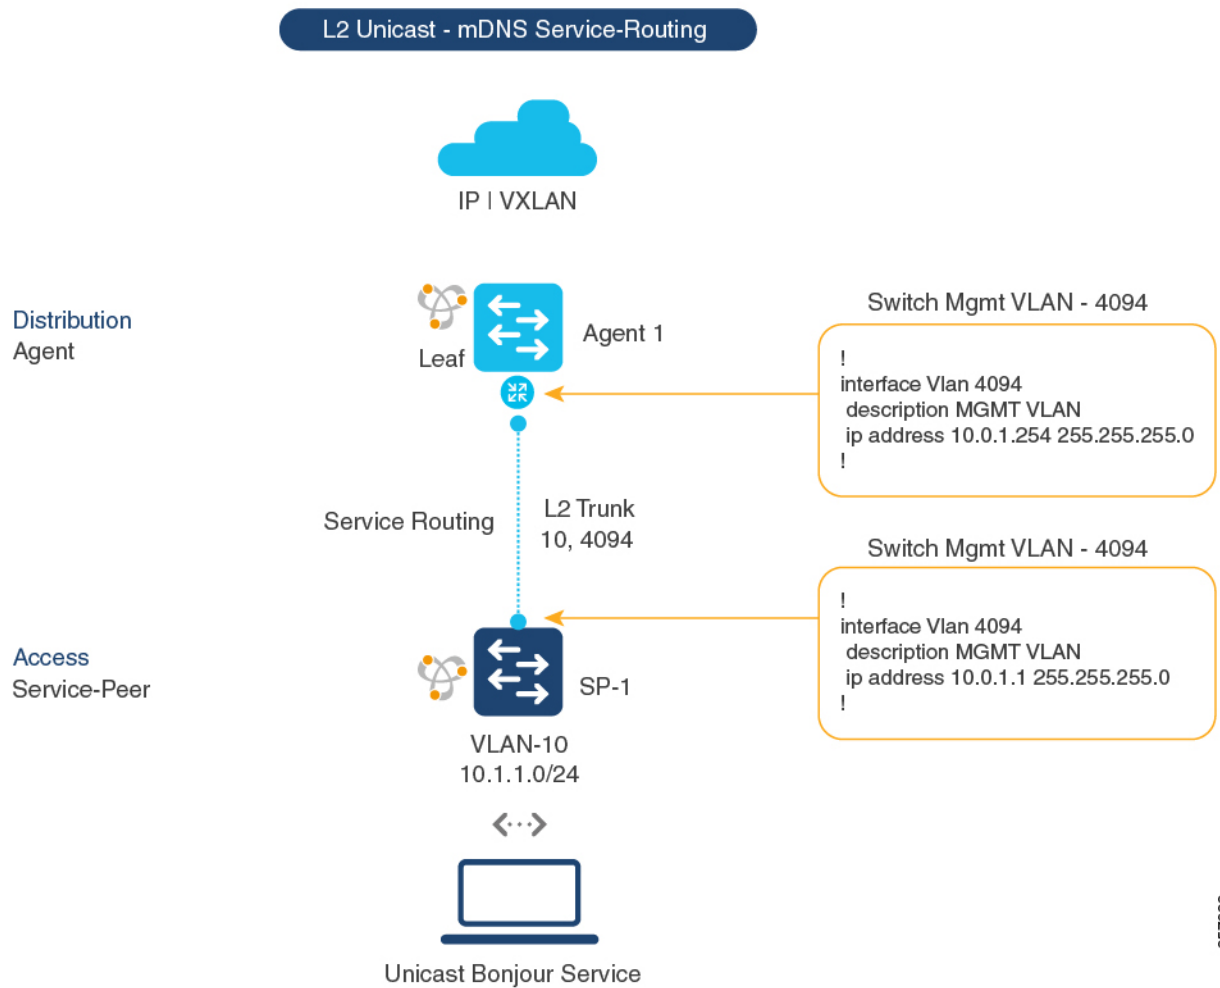 L2 Unicast - mDNS Service-Routing
IP | VXLAN
Distribution
Agent
Leaf
Agent 1
Switch Mgmt VLAN - 4094
!
interface Vlan 4094
description MGMT VLAN
ip address 10.0.1.254 255.255.255.0
!
Service Routing
L2 Trunk
10, 4094
Switch Mgmt VLAN - 4094
!
interface Vlan 4094
description MGMT VLAN
ip address 10.0.1.1 255.255.255.0
!
Access
Service-Peer
SP-1
VLAN-10
10.1.1.0/24
Unicast Bonjour Service